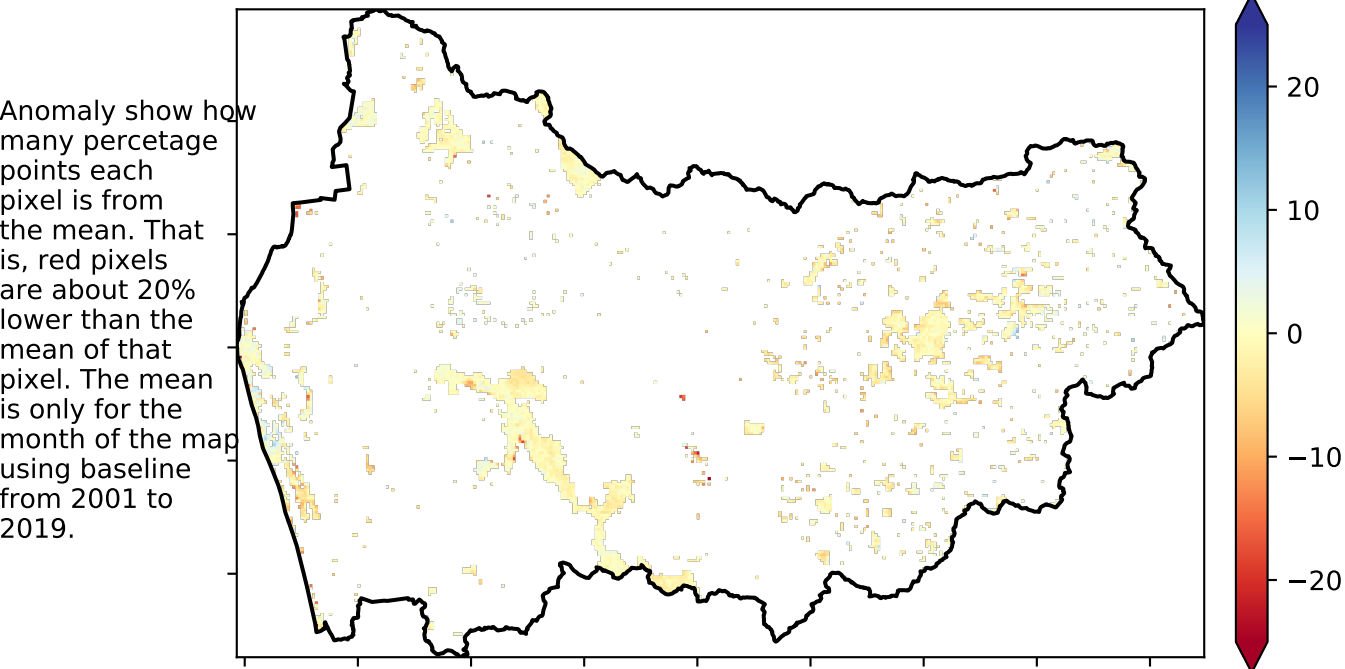 Anomaly show how
many percetage
points each
pixel is from
the mean. That
is, red pixels
are about 20%
lower than the
mean of that
pixel. The mean
is only for the
month of the map
using baseline
from 2001 to
2019.
20
10
0
−10
−20